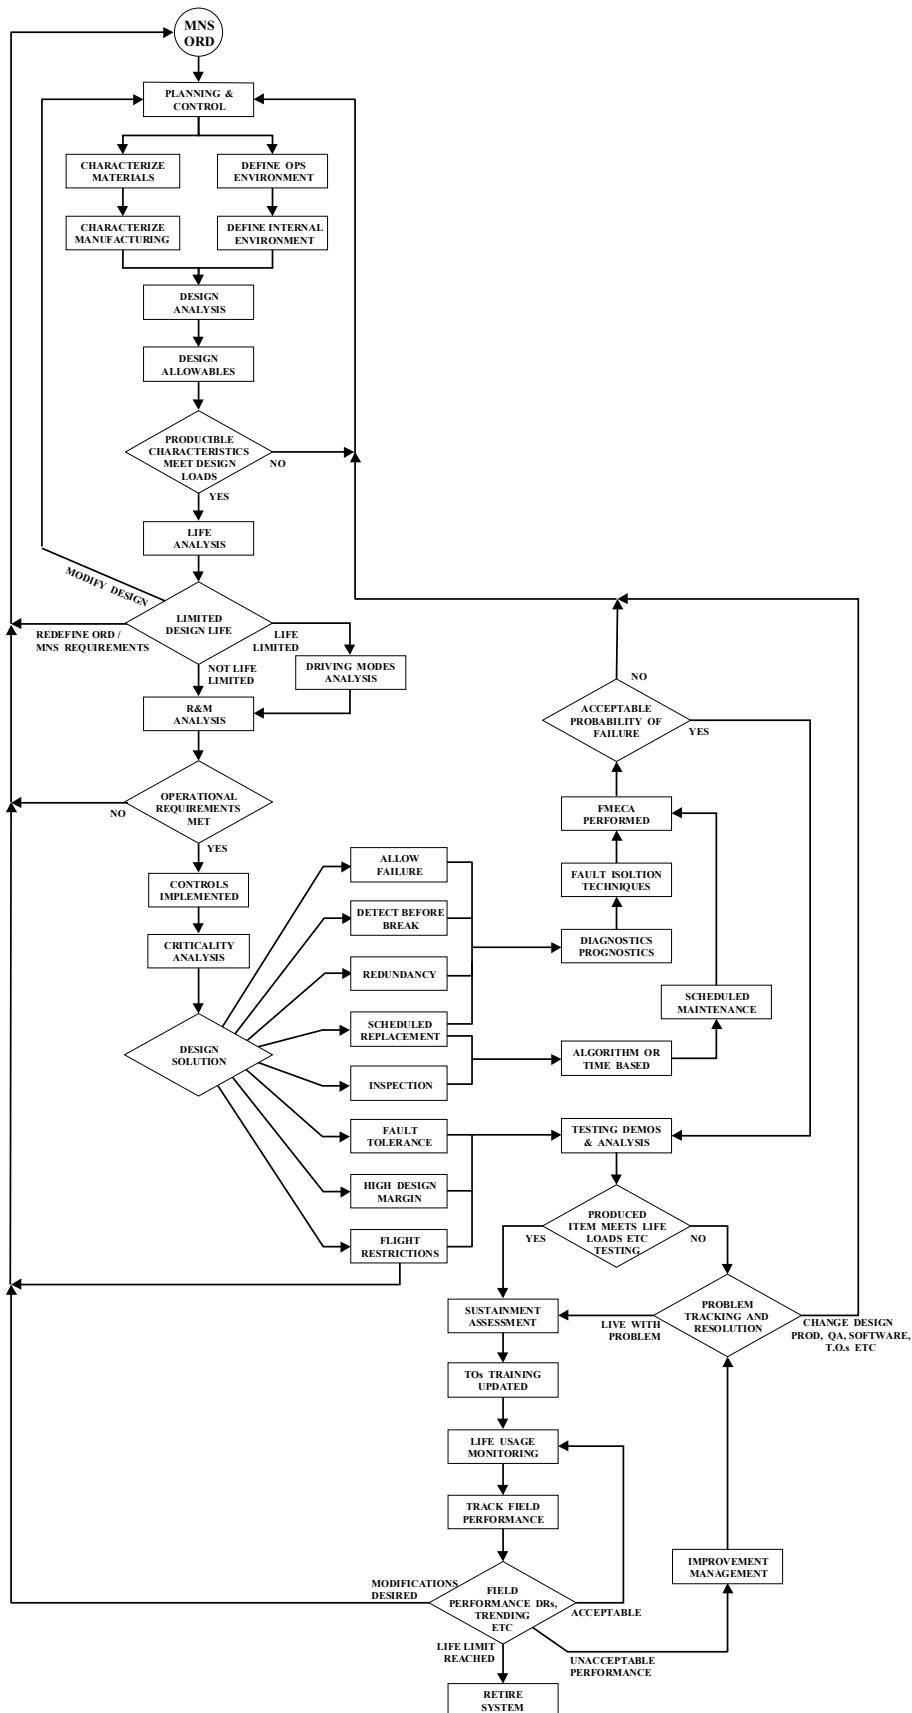 MNS
ORD
PLANNING &
CONTROL
CHARACTERIZE
MATERIALS
DEFINE OPS
ENVIRONMENT
CHARACTERIZE
MANUFACTURING
DEFINE INTERNAL
ENVIRONMENT
DESIGN
ANALYSIS
DESIGN
ALLOWABLES
PRODUCIBLE
CHARACTERISTICS
MEET DESIGN
LOADS
NO
YES
LIFE
ANALYSIS
MODIFY DESIGN
LIMITED
DESIGN LIFE
REDEFINE ORD /
MNS REQUIREMENTS
LIFE
LIMITED
NOT LIFE
LIMITED
DRIVING MODES
ANALYSIS
R&M
ANALYSIS
OPERATIONAL
REQUIREMENTS
MET
NO
YES
CONTROLS
IMPLEMENTED
CRITICALITY
ANALYSIS
DESIGN
SOLUTION
ALLOW
FAILURE
DETECT BEFORE
BREAK
REDUNDANCY
SCHEDULED
REPLACEMENT
INSPECTION
FAULT
TOLERANCE
HIGH DESIGN
MARGIN
FLIGHT
RESTRICTIONS
NO
ACCEPTABLE
PROBABILITY OF
FAILURE
YES
FMECA
PERFORMED
FAULT ISOLTION
TECHNIQUES
DIAGNOSTICS
PROGNOSTICS
SCHEDULED
MAINTENANCE
ALGORITHM OR
TIME BASED
TESTING DEMOS
& ANALYSIS
PRODUCED
ITEM MEETS LIFE
LOADS ETC
TESTING
YES
NO
PROBLEM
TRACKING AND
RESOLUTION
LIVE WITH
PROBLEM
CHANGE DESIGN
PROD, QA, SOFTWARE,
T.O.s ETC
SUSTAINMENT
ASSESSMENT
TOs TRAINING
UPDATED
LIFE USAGE
MONITORING
TRACK FIELD
PERFORMANCE
IMPROVEMENT
MANAGEMENT
MODIFICATIONS
DESIRED
FIELD
PERFORMANCE DRs,
TRENDING
ETC
ACCEPTABLE
LIFE LIMIT
REACHED
UNACCEPTABLE
PERFORMANCE
RETIRE
SYSTEM